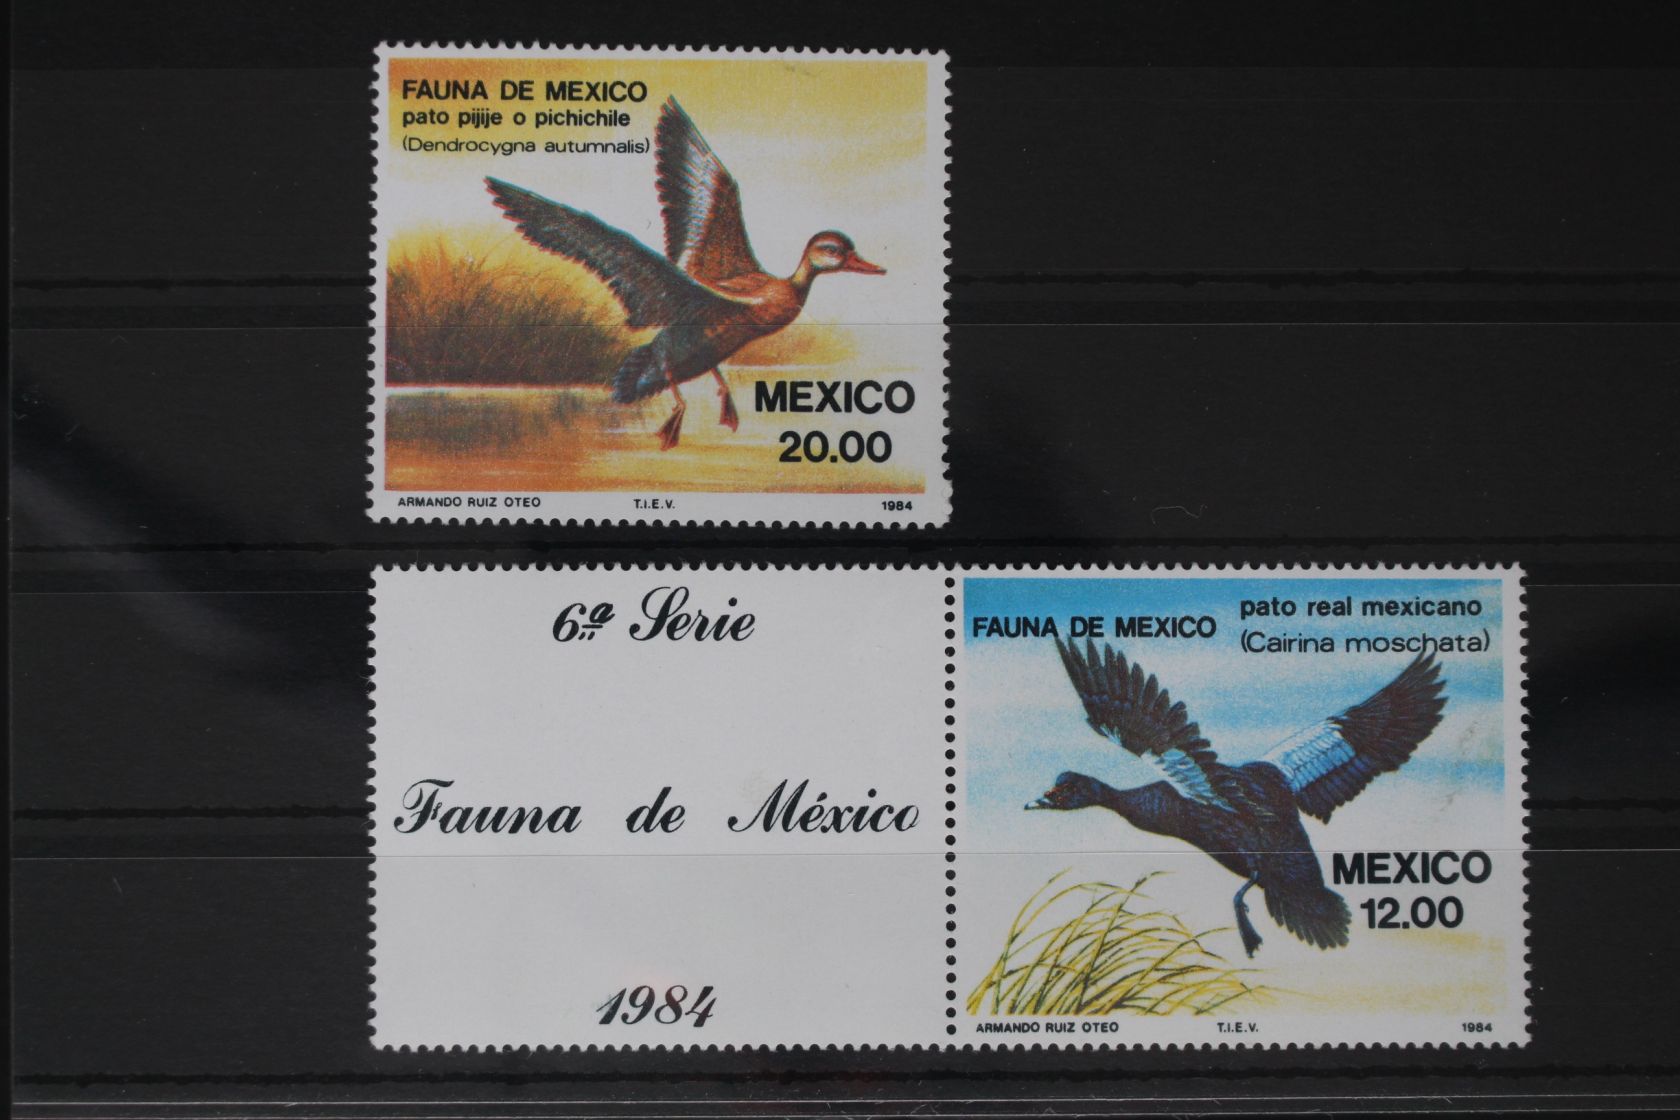 FAUNA DE MEXICO
pato pijije o pichichile
(Dendrocygna autumnalis)
MEXICO
20.00
ARMANDO RUIZ OTEO T.I.E.V. 1984
6ª Serie
Fauna de México
1984
FAUNA DE MEXICO
pato real mexicano
(Cairina moschata)
MEXICO
12.00
ARMANDO RUIZ OTEO T.I.E.V. 1984